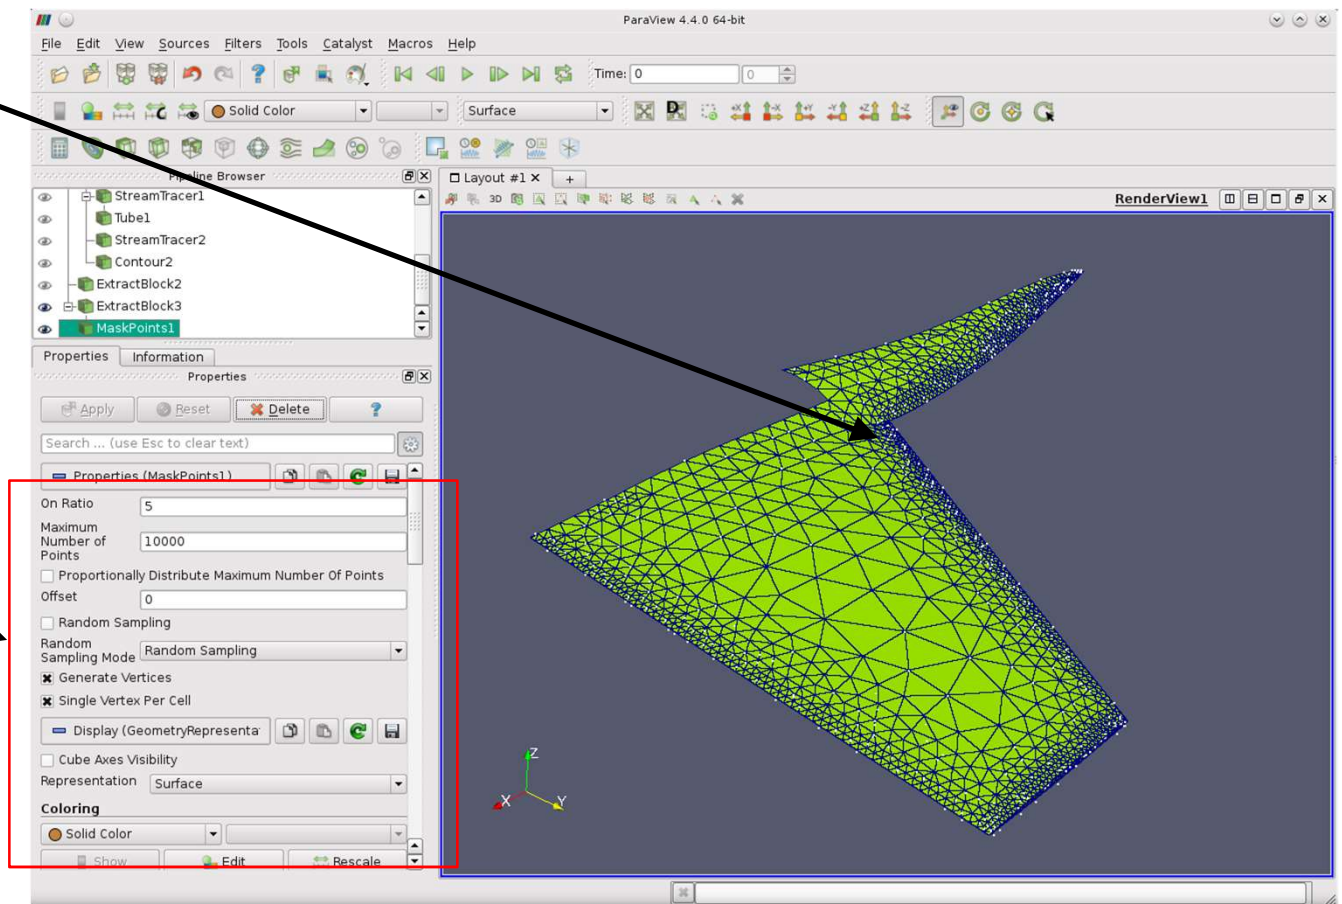 ParaView 4.4.0 64-bit
File Edit View Sources Filters Tools Catalyst Macros Help
Time: 0 0
Solid Color Surface
Pipeline Browser
StreamTracer1
Tube1
StreamTracer2
Contour2
ExtractBlock2
ExtractBlock3
MaskPoints1
Layout #1 +
3D RenderView1
Properties Information
Properties
Apply Reset Delete ?
Search ... (use Esc to clear text)
Properties (MaskPoints1)
On Ratio 5
Maximum
Number of
Points 10000
Proportionally Distribute Maximum Number Of Points
Offset 0
Random Sampling
Random
Sampling Mode Random Sampling
Generate Vertices
Single Vertex Per Cell
Display (GeometryRepresenta
Cube Axes Visibility
Representation Surface
Coloring
Solid Color
Show Edit Rescale
Z
X Y